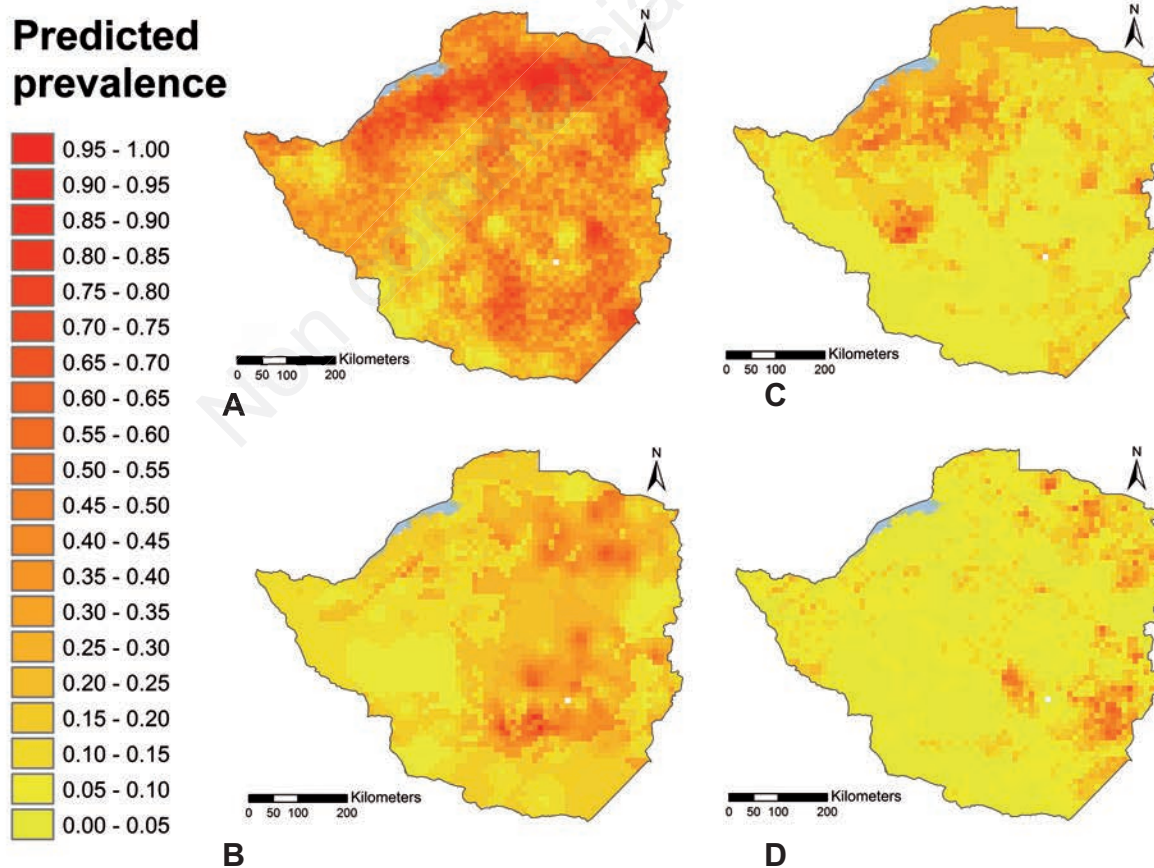 Predicted
prevalence
0.95 - 1.00
0.90 - 0.95
0.85 - 0.90
0.80 - 0.85
0.75 - 0.80
0.70 - 0.75
0.65 - 0.70
0.60 - 0.65
0.55 - 0.60
0.50 - 0.55
0.45 - 0.50
0.40 - 0.45
0.35 - 0.40
0.30 - 0.35
0.25 - 0.30
0.20 - 0.25
0.15 - 0.20
0.10 - 0.15
0.05 - 0.10
0.00 - 0.05
N
Kilometers
0 50 100 200
A
N
Kilometers
0 50 100 200
C
N
Kilometers
0 50 100 200
B
N
Kilometers
0 50 100 200
D
Non